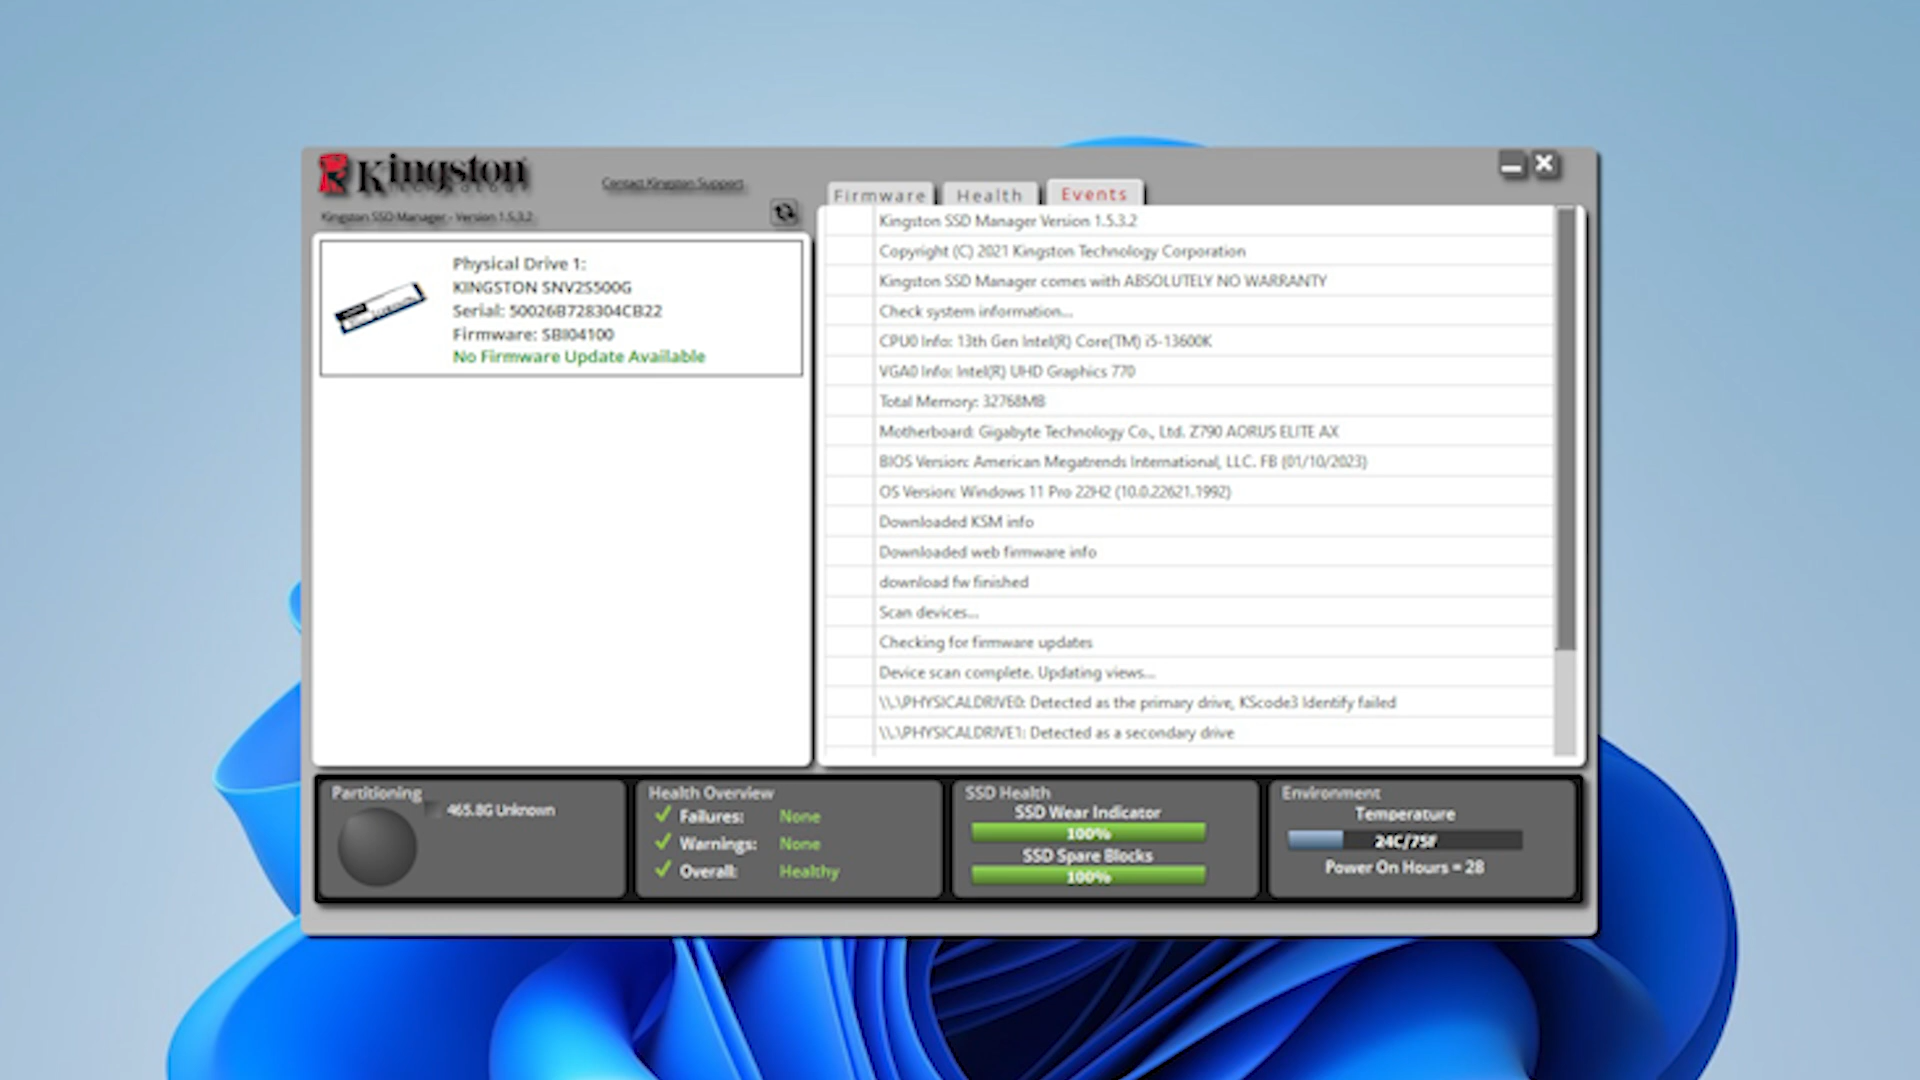 Kingston
TECHNOLOGY
Contact Kingston Support
Kingston SSD Manager - Version 1.5.3.2
Physical Drive 1:
KINGSTON SNV2S500G
Serial: 50026B728304CB22
Firmware: SBI04100
No Firmware Update Available
Firmware
Health
Events
Kingston SSD Manager Version 1.5.3.2
Copyright (C) 2021 Kingston Technology Corporation
Kingston SSD Manager comes with ABSOLUTELY NO WARRANTY
Check system information...
CPU0 Info: 13th Gen Intel(R) Core(TM) i5-13600K
VGA0 Info: Intel(R) UHD Graphics 770
Total Memory: 32768MB
Motherboard: Gigabyte Technology Co., Ltd. Z790 AORUS ELITE AX
BIOS Version: American Megatrends International, LLC. FB (01/10/2023)
OS Version: Windows 11 Pro 22H2 (10.0.22621.1992)
Downloaded KSM info
Downloaded web firmware info
download fw finished
Scan devices...
Checking for firmware updates
Device scan complete. Updating views...
\\.\PHYSICALDRIVE0: Detected as the primary drive, KScode3 Identify failed
\\.\PHYSICALDRIVE1: Detected as a secondary drive
Partitioning
465.8G Unknown
Health Overview
Failures: None
Warnings: None
Overall: Healthy
SSD Health
SSD Wear Indicator
100%
SSD Spare Blocks
100%
Environment
Temperature
24C/75F
Power On Hours = 28